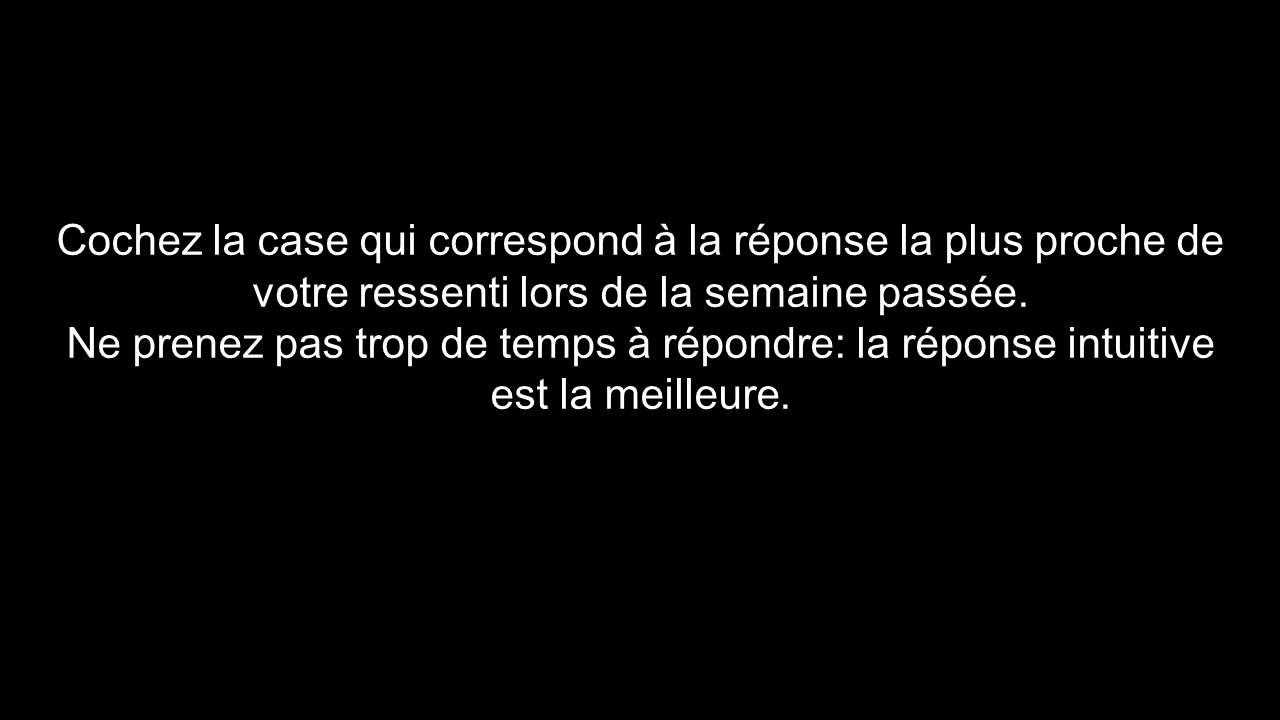 Cochez la case qui correspond à la réponse la plus proche de
votre ressenti lors de la semaine passée.
Ne prenez pas trop de temps à répondre: la réponse intuitive
est la meilleure.